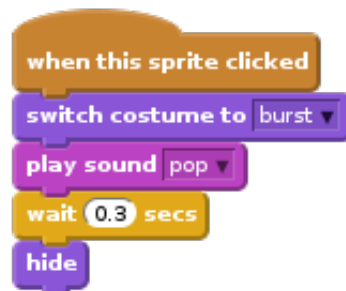 when this sprite clicked
switch costume to burst
play sound pop
wait 0.3 secs
hide